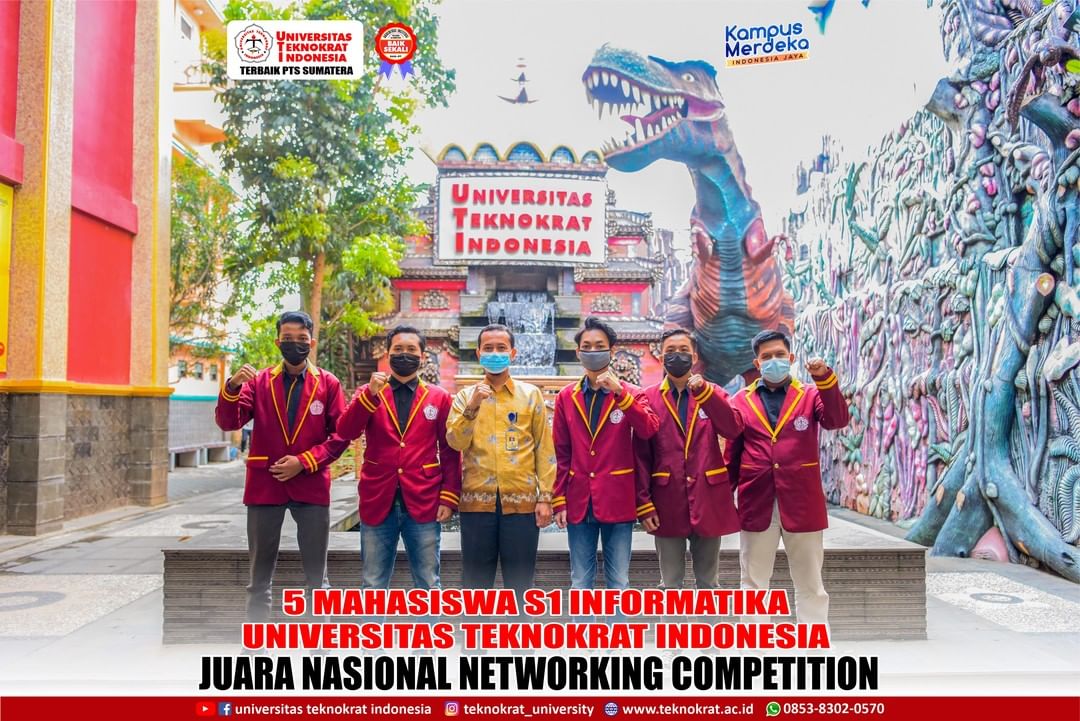 UNIVERSITAS
TEKNOKRAT
INDONESIA
TERBAIK PTS SUMATERA
BAIK
SEKALI
Kampus
Merdeka
INDONESIA JAYA
UNIVERSITAS
TEKNOKRAT
INDONESIA
5 MAHASISWA S1 INFORMATIKA
UNIVERSITAS TEKNOKRAT INDONESIA
JUARA NASIONAL NETWORKING COMPETITION
universitas teknokrat indonesia teknokrat_university www.teknokrat.ac.id 0853-8302-0570